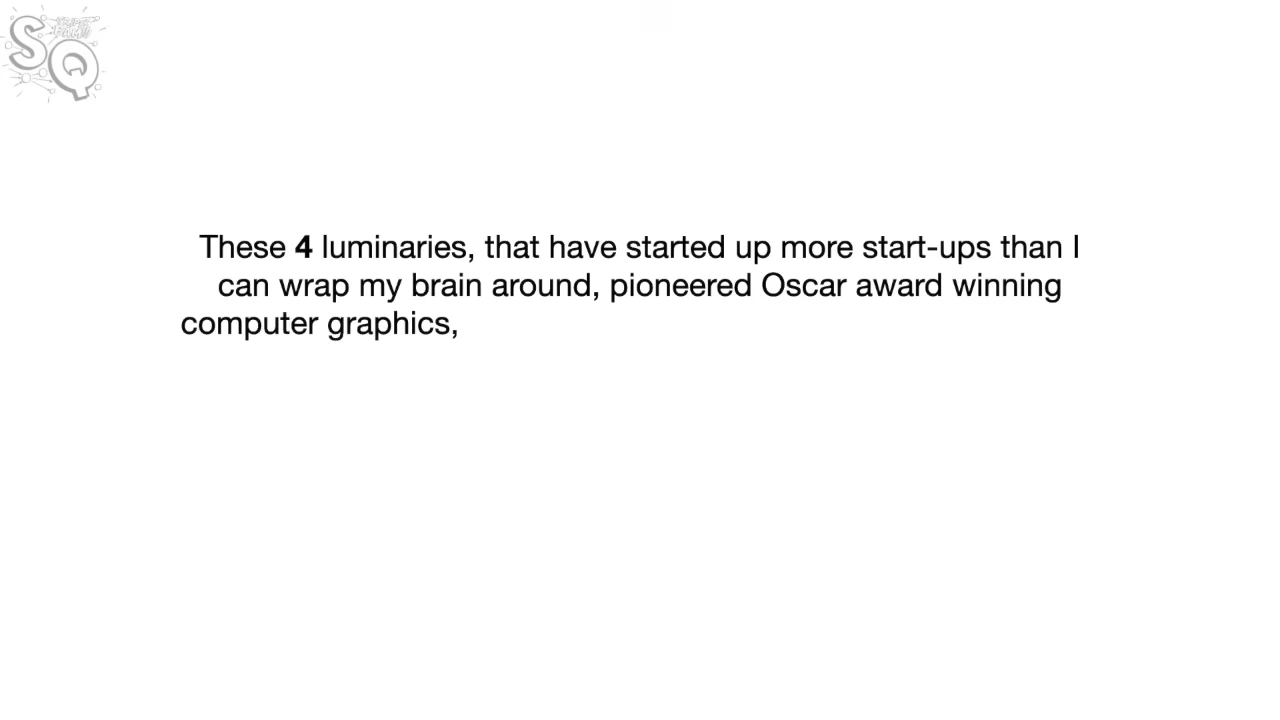 SQ
These 4 luminaries, that have started up more start-ups than I
can wrap my brain around, pioneered Oscar award winning
computer graphics,